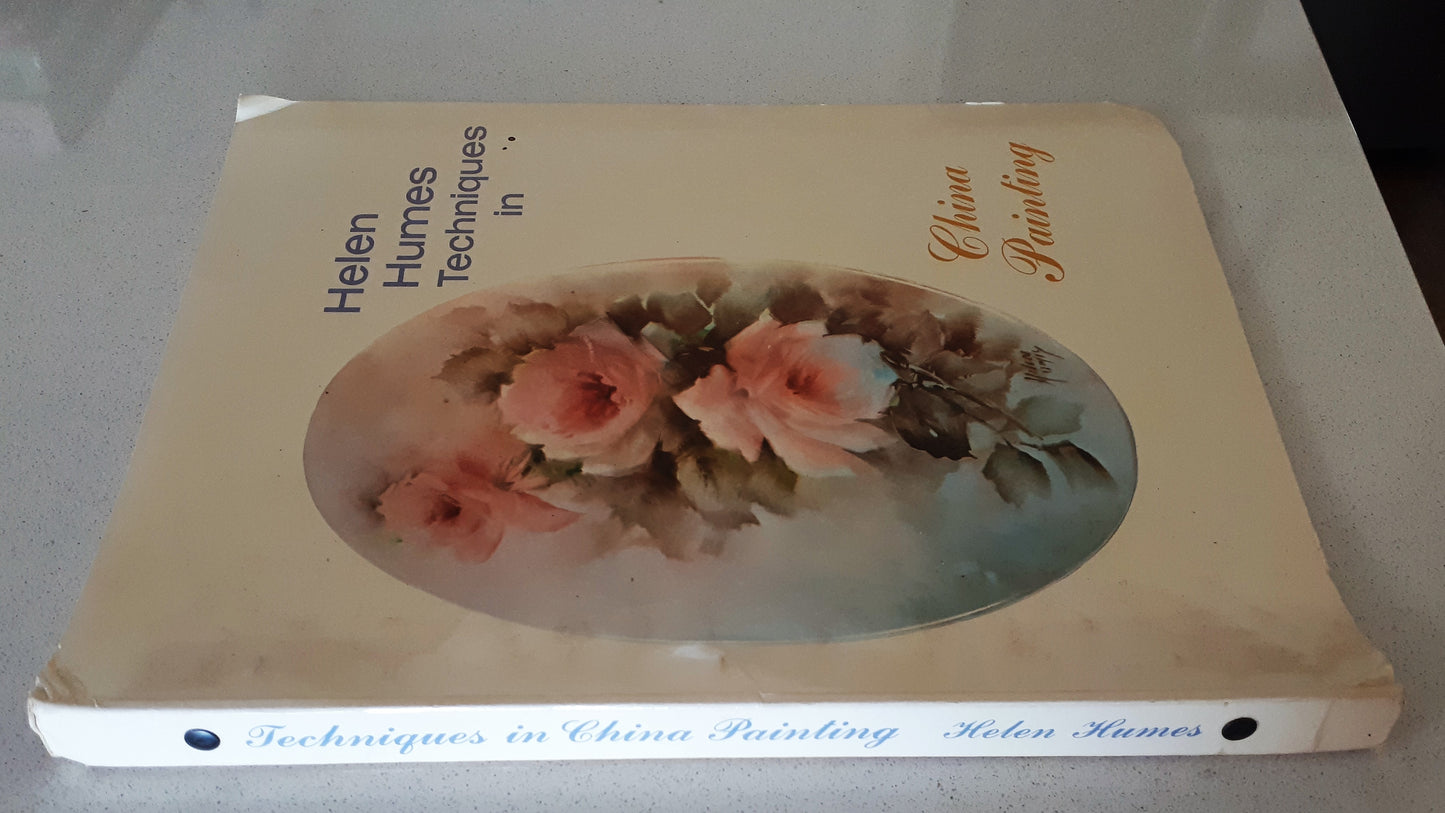 Helen
Humes
Techniques
in
China
Painting
Techniques in China Painting Helen Humes